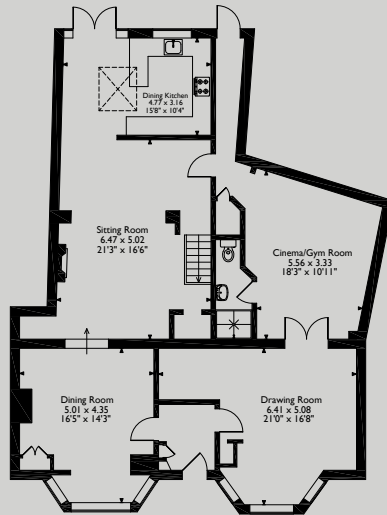 Dining Kitchen
4.77 x 3.16
15'8" x 10'4"
Sitting Room
6.47 x 5.02
21'3" x 16'6"
Cinema/Gym Room
5.56 x 3.33
18'3" x 10'11"
Dining Room
5.01 x 4.35
16'5" x 14'3"
Drawing Room
6.41 x 5.08
21'0" x 16'8"